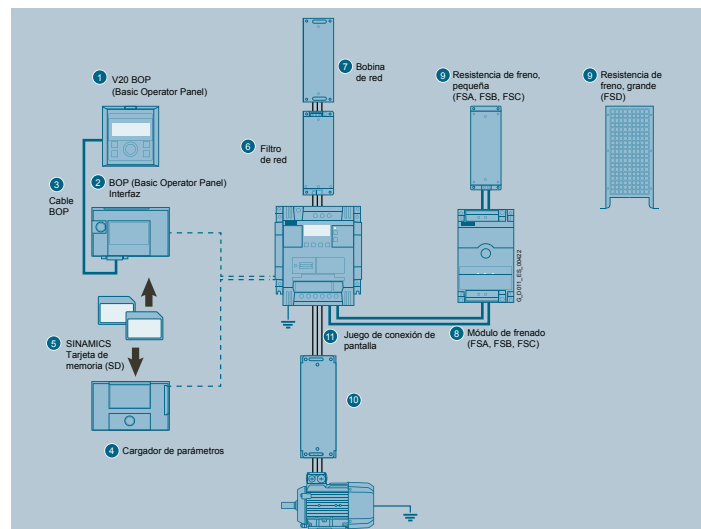 1 V20 BOP
(Basic Operator Panel)
3 Cable
BOP
2 BOP (Basic Operator Panel)
Interfaz
5 SINAMICS
Tarjeta de
memoria (SD)
4 Cargador de parámetros
7 Bobina
de red
6 Filtro
de red
11 Juego de conexión de
pantalla
10
9 Resistencia de freno,
pequeña
(FSA, FSB, FSC)
8 Módulo de frenado
(FSA, FSB, FSC)
G_D011_ES_00422
9 Resistencia de
freno, grande
(FSD)